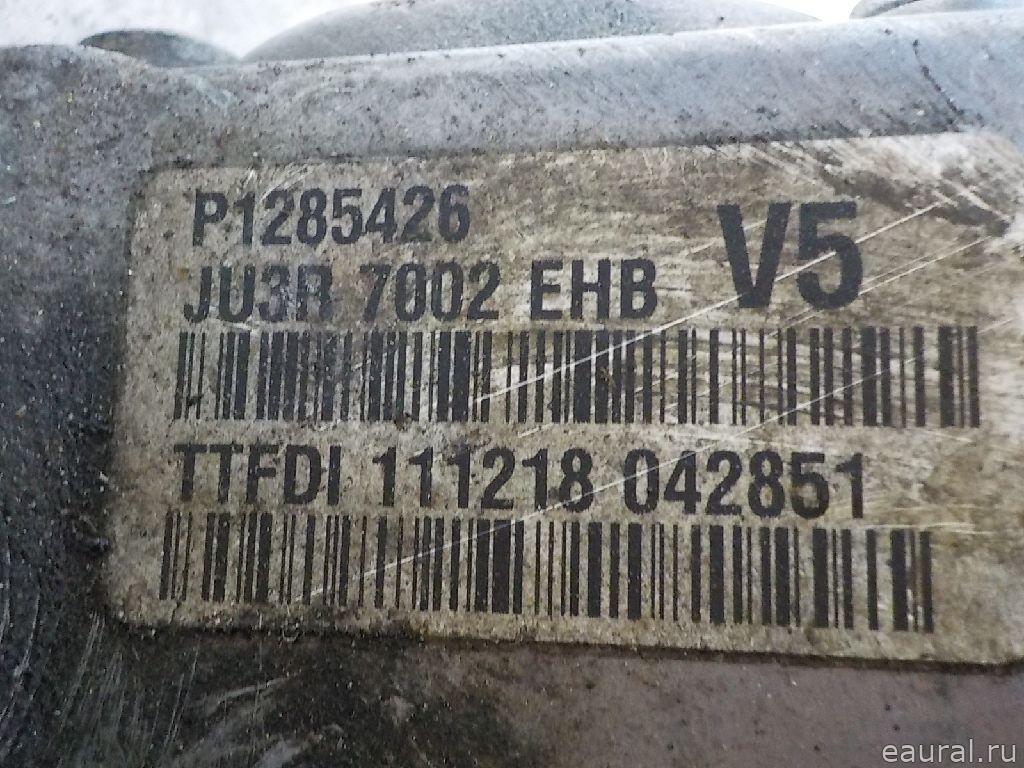 P1285426
V5
JU3R 7002 EHB
TTFDI 111218 042851
eaural.ru